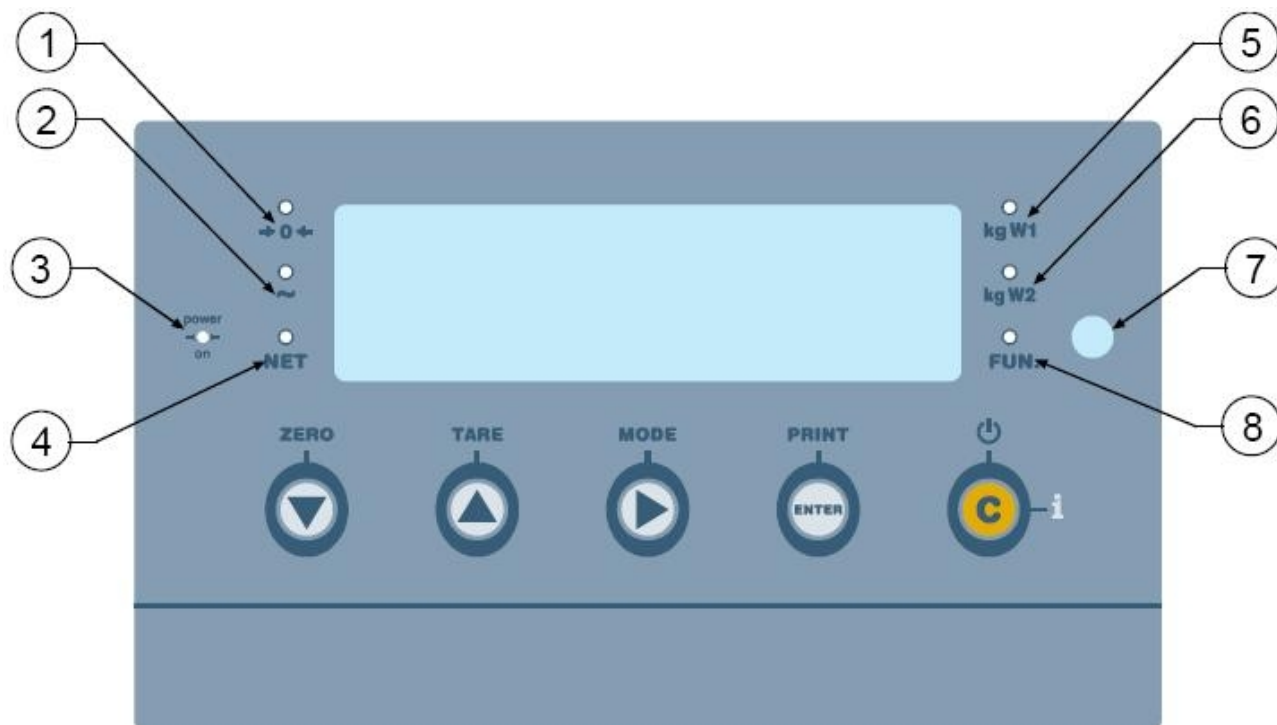 1
5
2
6
→0←
kg W1
3
~
kg W2
7
power
on
NET
FUN.
4
8
ZERO TARE MODE PRINT
ENTER C i